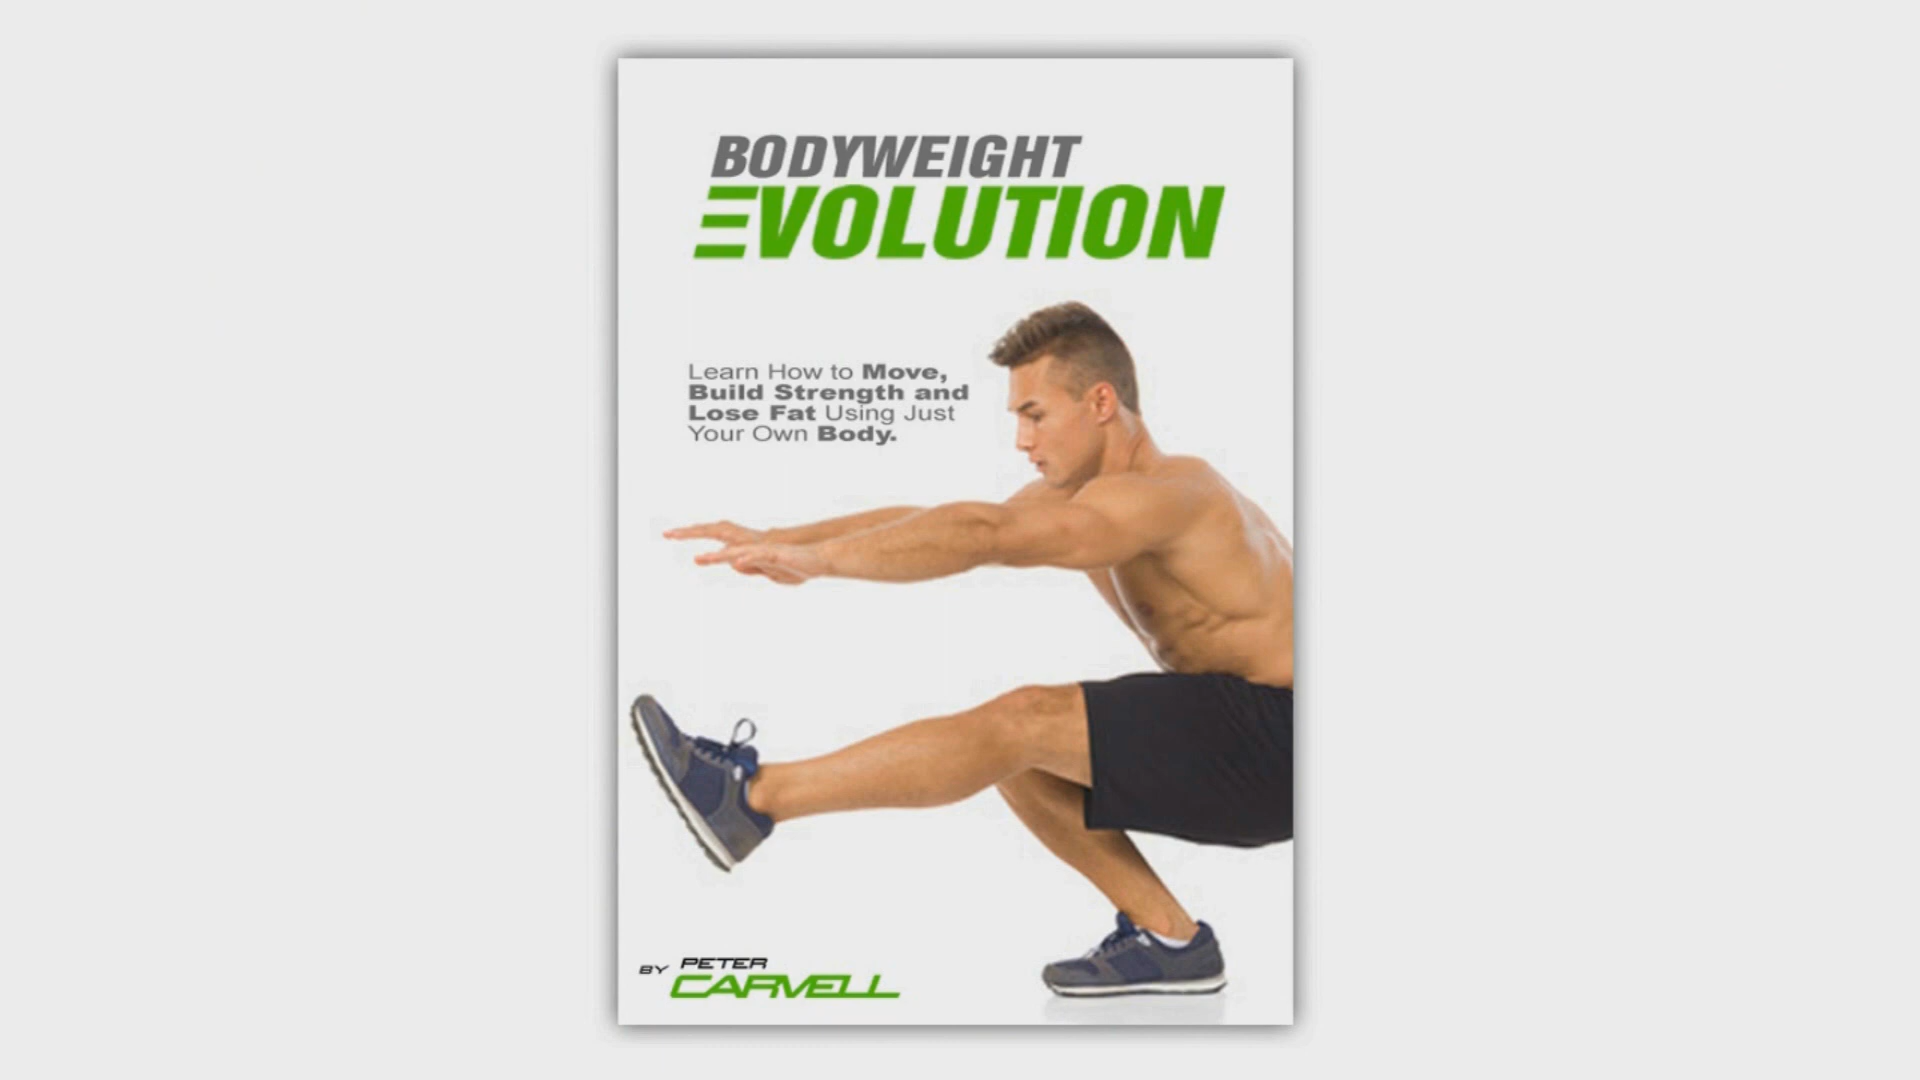 BODYWEIGHT
EVOLUTION
Learn How to Move,
Build Strength and
Lose Fat Using Just
Your Own Body.
BY PETER
CARVELL